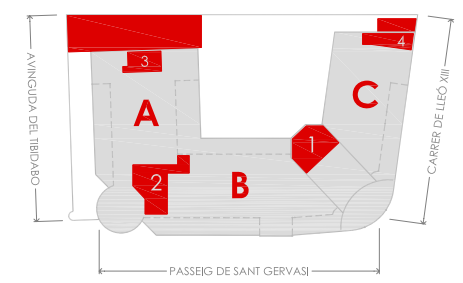 AVINGUDA DEL TIBIDABO
3
4
A
C
CARRER DE LLEÓ XIII
1
2
B
PASSEIG DE SANT GERVASI